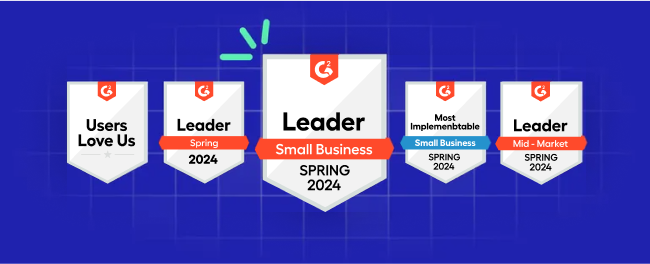 Users
Love Us
Leader
Spring
2024
Leader
Small Business
SPRING
2024
Most
Implemenbtable
Small Business
SPRING
2024
Leader
Mid - Market
SPRING
2024